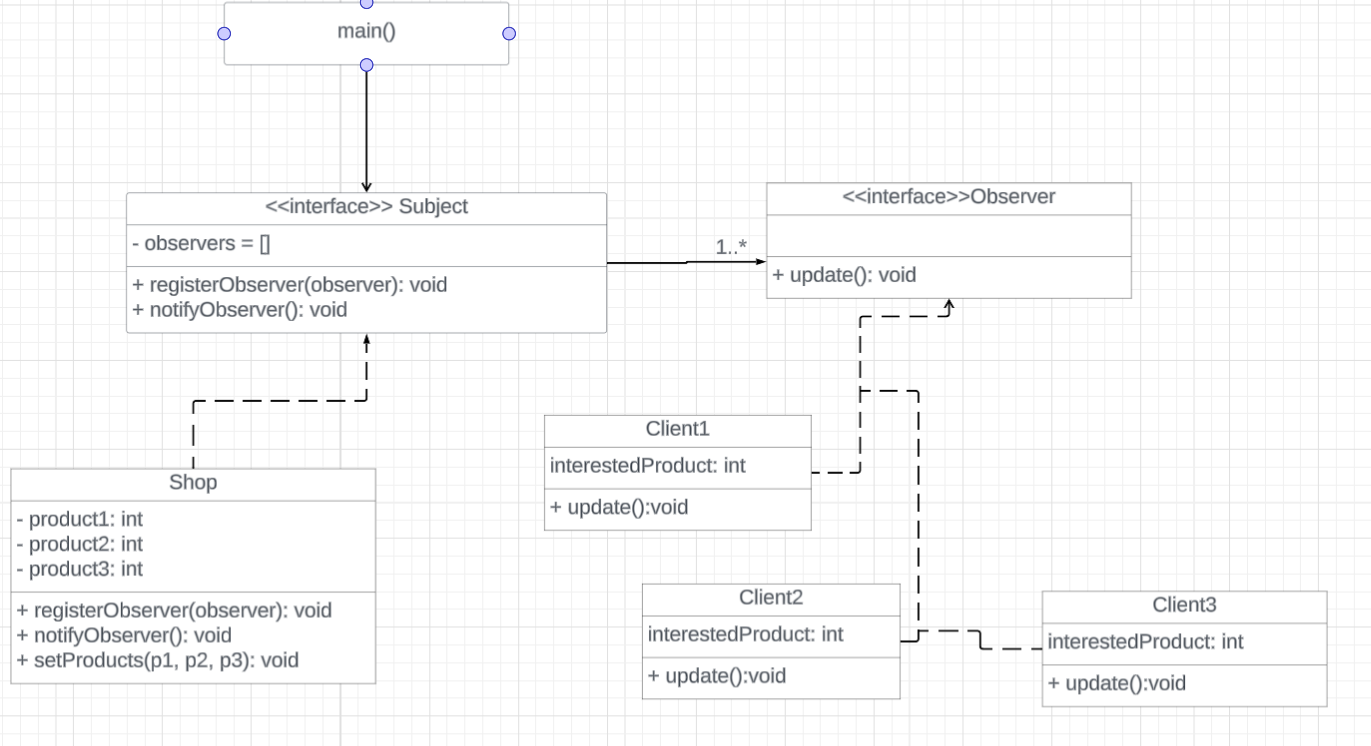 main()
<<interface>> Subject
- observers = []
+ registerObserver(observer): void
+ notifyObserver(): void
1..*
<<interface>>Observer
+ update(): void
Shop
- product1: int
- product2: int
- product3: int
+ registerObserver(observer): void
+ notifyObserver(): void
+ setProducts(p1, p2, p3): void
Client1
interestedProduct: int
+ update():void
Client2
interestedProduct: int
+ update():void
Client3
interestedProduct: int
+ update():void